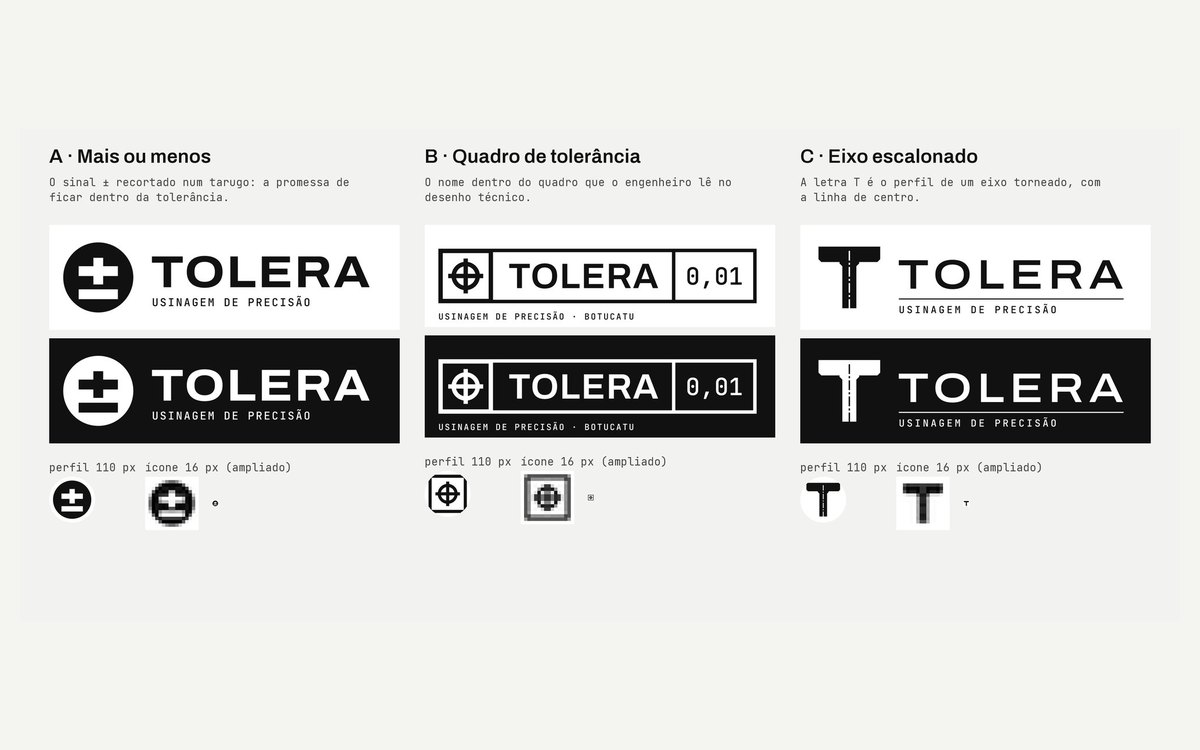 A · Mais ou menos
O sinal ± recortado num tarugo: a promessa de
ficar dentro da tolerância.
±
TOLERA
USINAGEM DE PRECISÃO
±
TOLERA
USINAGEM DE PRECISÃO
perfil 110 px
ícone 16 px (ampliado)
±
±
B · Quadro de tolerância
O nome dentro do quadro que o engenheiro lê no
desenho técnico.
TOLERA
0,01
USINAGEM DE PRECISÃO · BOTUCATU
TOLERA
0,01
USINAGEM DE PRECISÃO · BOTUCATU
perfil 110 px
ícone 16 px (ampliado)
C · Eixo escalonado
A letra T é o perfil de um eixo torneado, com
a linha de centro.
T
TOLERA
USINAGEM DE PRECISÃO
T
TOLERA
USINAGEM DE PRECISÃO
perfil 110 px
ícone 16 px (ampliado)
T
T
T